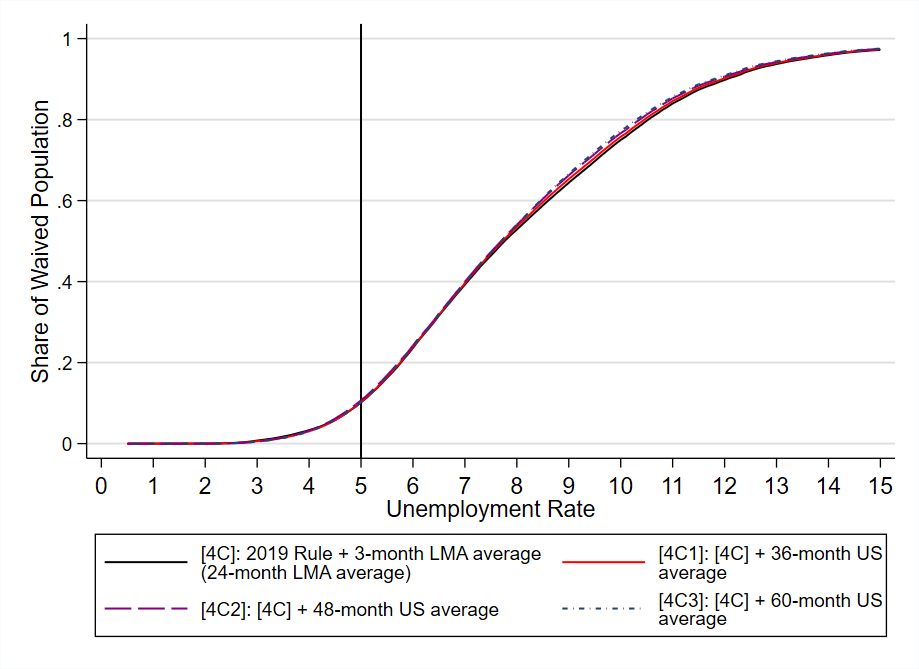 Share of Waived Population
1
.8
.6
.4
.2
0
0 1 2 3 4 5 6 7 8 9 10 11 12 13 14 15
Unemployment Rate
[4C]: 2019 Rule + 3-month LMA average
(24-month LMA average)
[4C1]: [4C] + 36-month US
average
[4C2]: [4C] + 48-month US average
[4C3]: [4C] + 60-month US
average